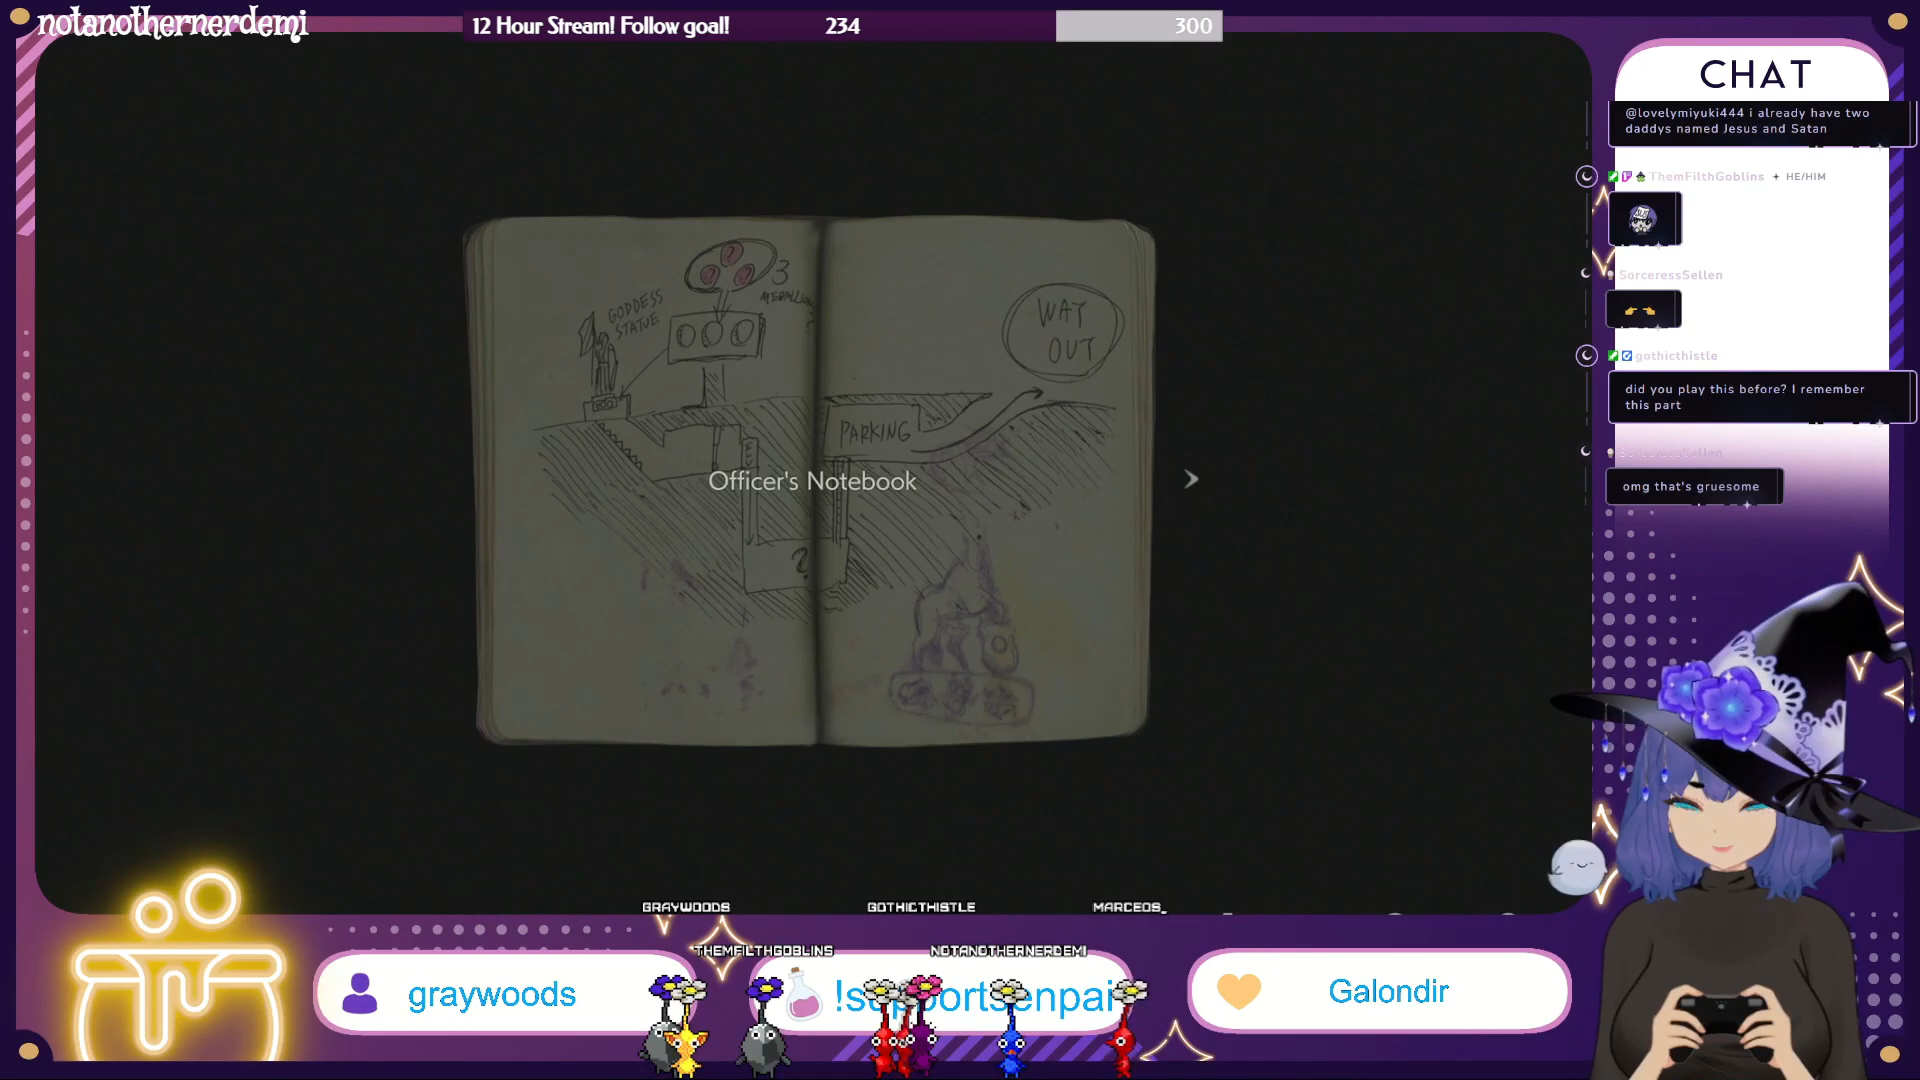 notanothernerdemi
12 Hour Stream! Follow goal!
234
300
CHAT
@lovelymiyuki444 i already have two
daddys named Jesus and Satan
ThemFilthGoblins
HE/HIM
SorceressSellen
gothicthistle
did you play this before? I remember
this part
SorceressSellen
omg that's gruesome
3
MEDALLIONS
?
GODDESS
STATUE
WAY
OUT
PARKING
?
Officer's Notebook
GRAYWOODS
GOTHICTHISTLE
MARCEOS_
THEMFILTHGOBLINS
NOTANOTHERNERDEMI
graywoods
!supportsenpai
Galondir